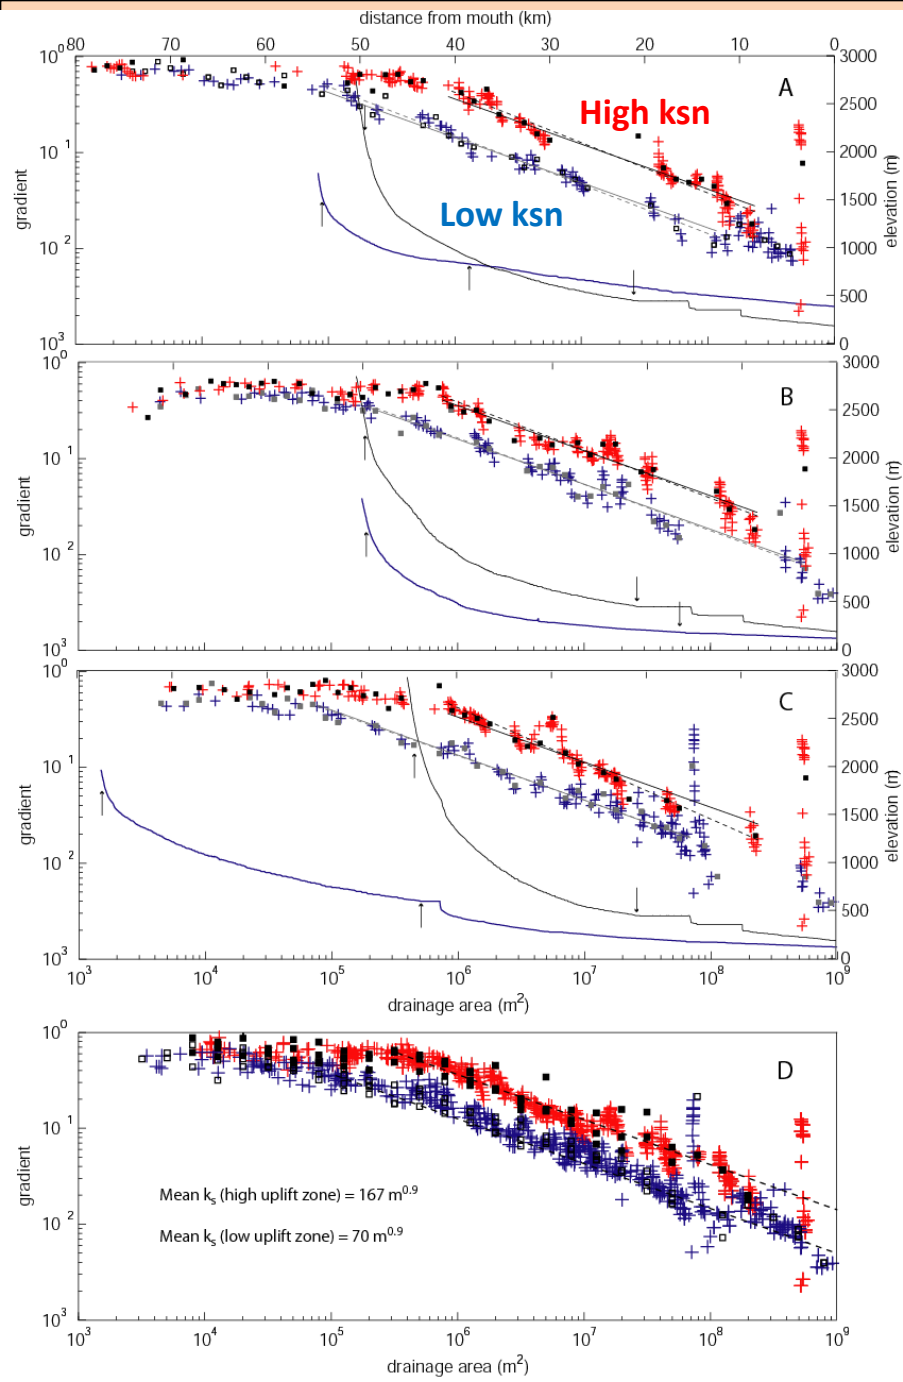 distance from mouth (km)
80 70 60 50 40 30 20 10 0
10⁰ 3000
A
High ksn
2500
10¹ 2000
gradient
elevation (m)
1500
Low ksn
10² 1000
500
10³ 0
10⁰ 3000
B
2500
10¹ 2000
gradient
elevation (m)
1500
10² 1000
500
10³ 0
10⁰ 3000
C
2500
10¹ 2000
gradient
elevation (m)
1500
10² 1000
500
10³ 0
10³ 10⁴ 10⁵ 10⁶ 10⁷ 10⁸ 10⁹
drainage area (m²)
10⁰
D
10¹
gradient
Mean kₛ (high uplift zone) = 167 m⁰·⁹
10²
Mean kₛ (low uplift zone) = 70 m⁰·⁹
10³
10³ 10⁴ 10⁵ 10⁶ 10⁷ 10⁸ 10⁹
drainage area (m²)